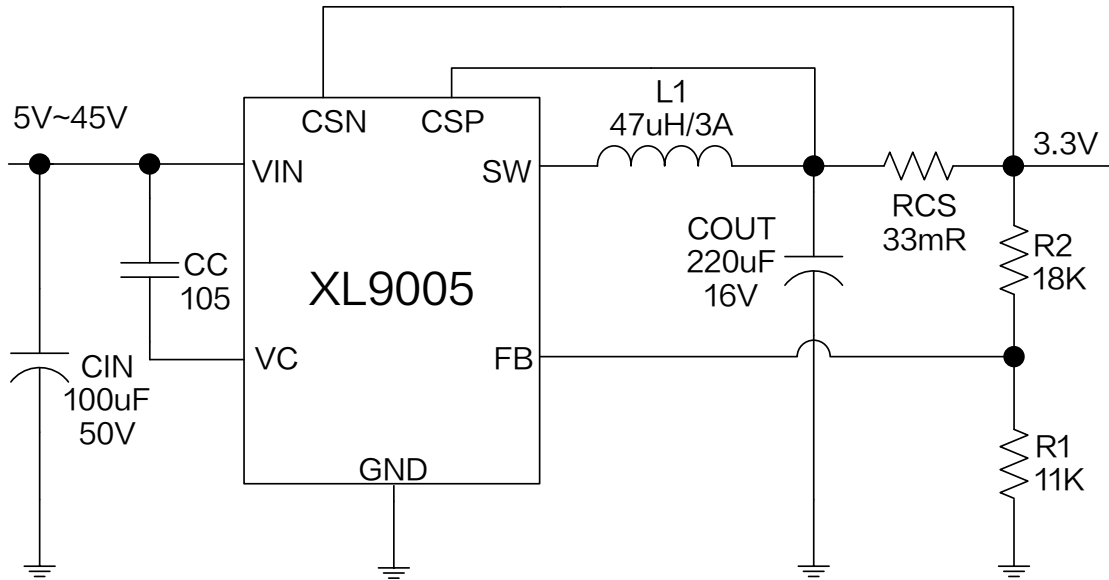 5V~45V
CSN
CSP
L1
47uH/3A
VIN
SW
3.3V
RCS
33mR
CC
105
XL9005
COUT
220uF
16V
R2
18K
VC
FB
CIN
100uF
50V
GND
R1
11K